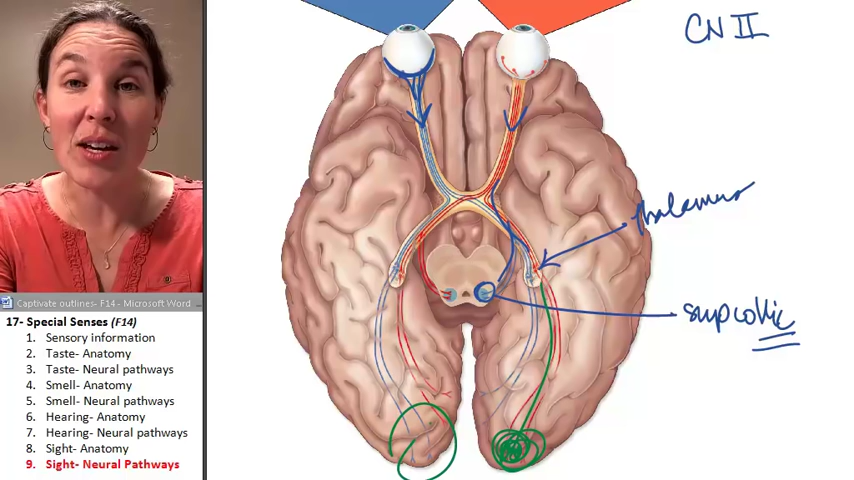 CN II
thalamus
sup collic
Captivate outlines- F14 - Microsoft Word
17- Special Senses (F14)
1. Sensory information
2. Taste- Anatomy
3. Taste- Neural pathways
4. Smell- Anatomy
5. Smell- Neural pathways
6. Hearing- Anatomy
7. Hearing- Neural pathways
8. Sight- Anatomy
9. Sight- Neural Pathways